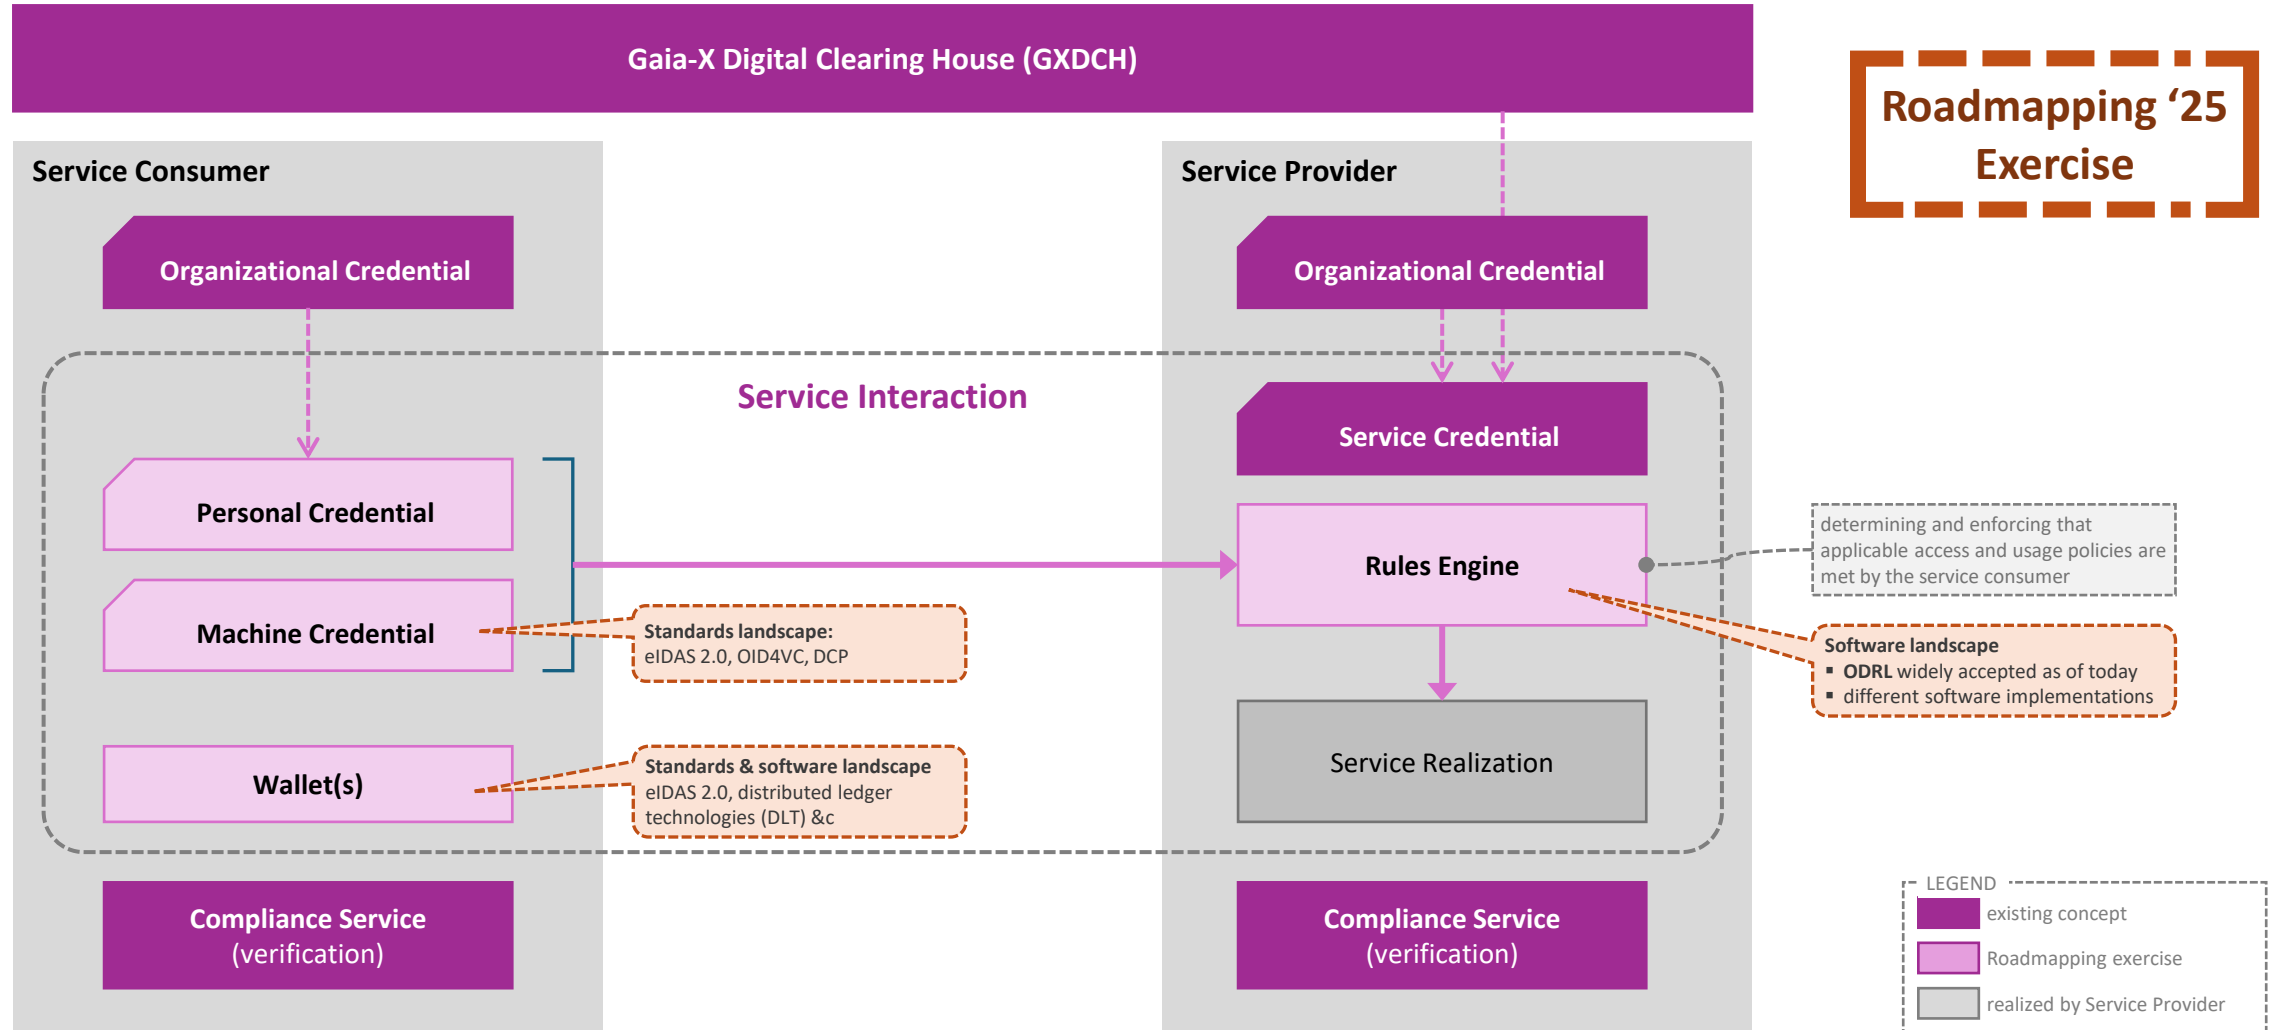 Gaia-X Digital Clearing House (GXDCH)
Roadmapping ‘25
Exercise
Service Consumer
Service Provider
Organizational Credential
Organizational Credential
Service Interaction
Service Credential
Personal Credential
Rules Engine
determining and enforcing that
applicable access and usage policies are
met by the service consumer
Machine Credential
Standards landscape:
eIDAS 2.0, OID4VC, DCP
Software landscape
▪ ODRL widely accepted as of today
▪ different software implementations
Wallet(s)
Standards & software landscape
eIDAS 2.0, distributed ledger
technologies (DLT) &c
Service Realization
Compliance Service
(verification)
Compliance Service
(verification)
LEGEND
existing concept
Roadmapping exercise
realized by Service Provider